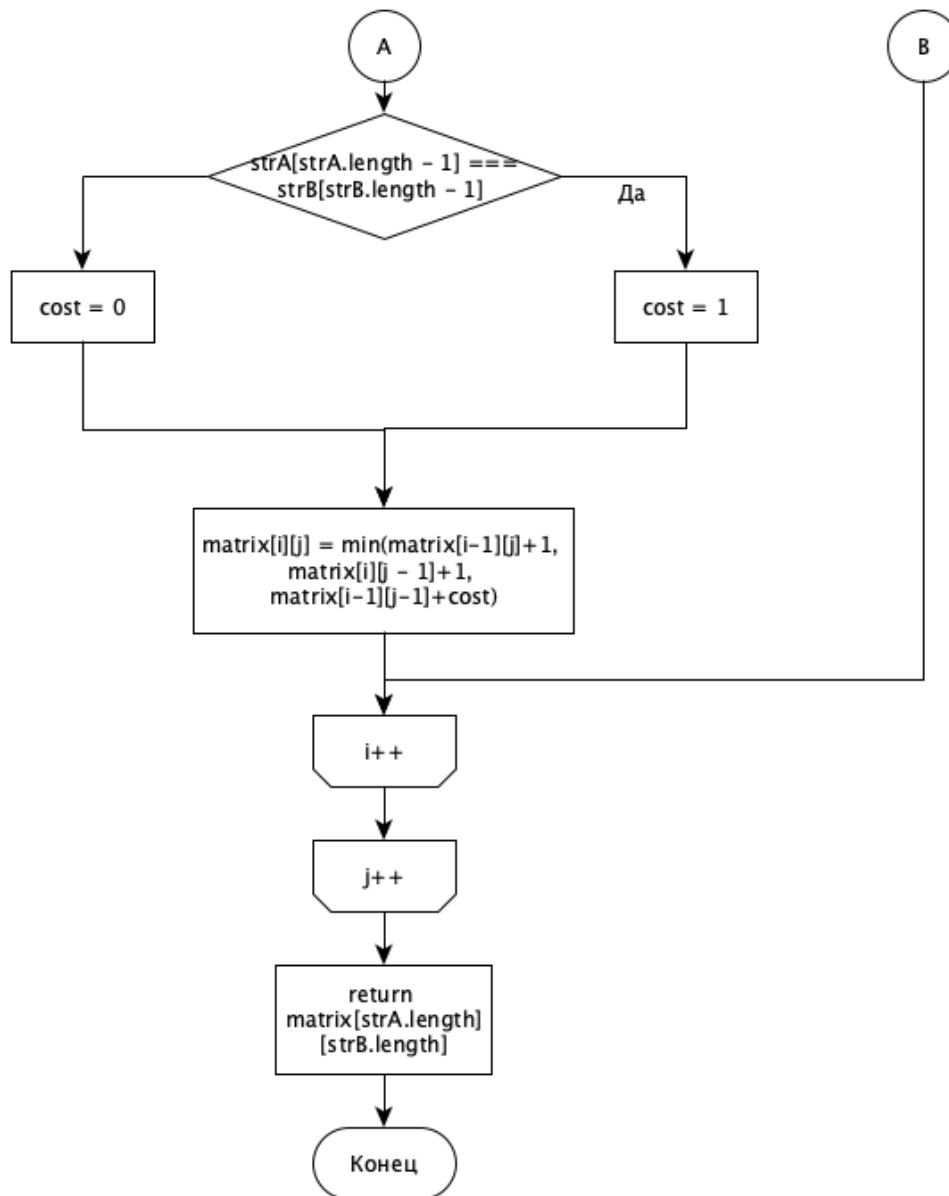 A
B
strA[strA.length - 1] ===
strB[strB.length - 1]
Да
cost = 0
cost = 1
matrix[i][j] = min(matrix[i-1][j]+1,
matrix[i][j - 1]+1,
matrix[i-1][j-1]+cost)
i++
j++
return
matrix[strA.length]
[strB.length]
Конец